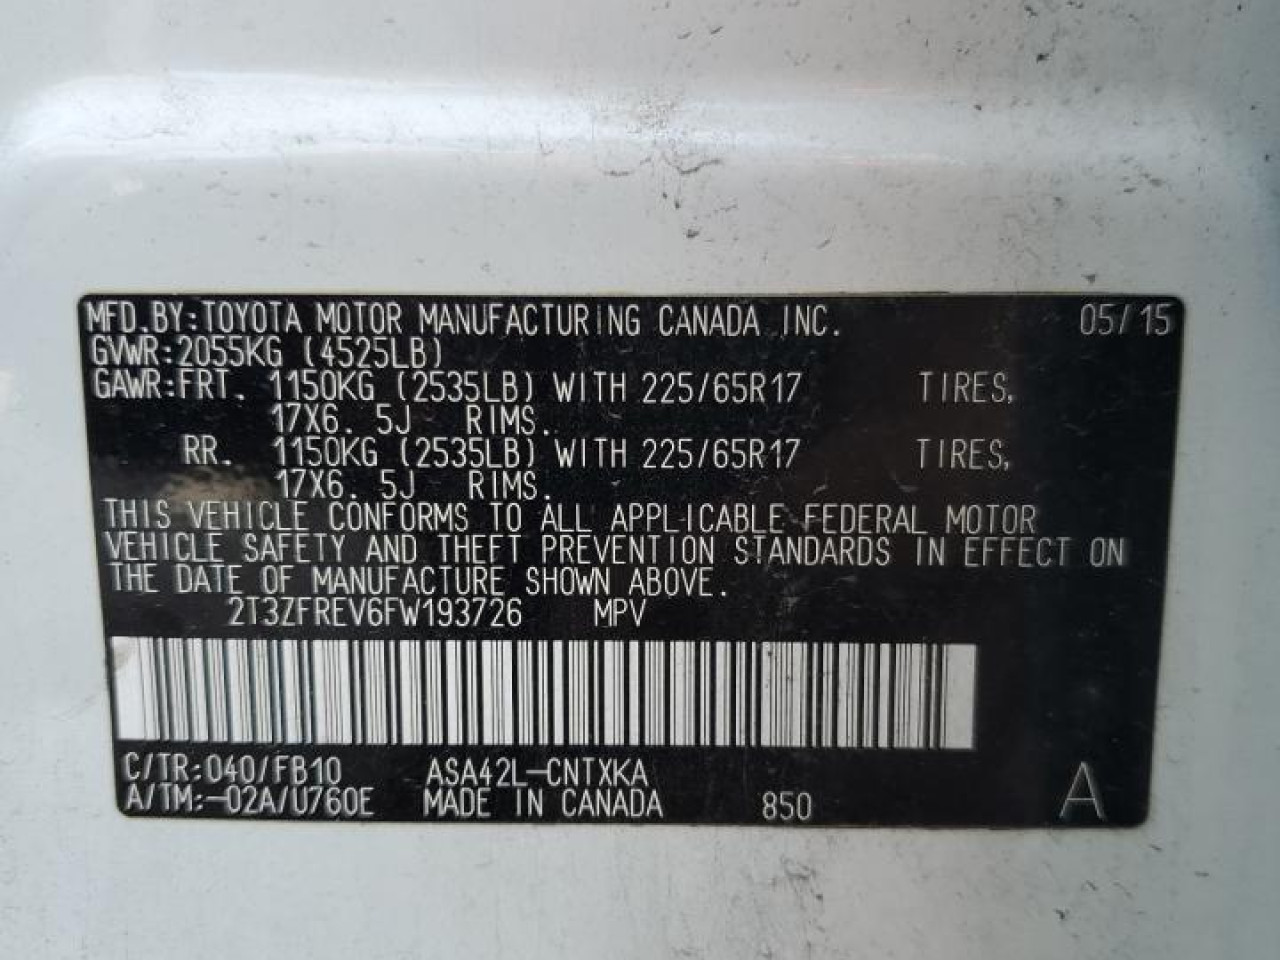 MFD.BY:TOYOTA MOTOR MANUFACTURING CANADA INC. 05/15
GVWR:2055KG (4525LB)
GAWR:FRT. 1150KG (2535LB) WITH 225/65R17 TIRES,
17X6. 5J RIMS.
RR. 1150KG (2535LB) WITH 225/65R17 TIRES,
17X6. 5J RIMS.
THIS VEHICLE CONFORMS TO ALL APPLICABLE FEDERAL MOTOR
VEHICLE SAFETY AND THEFT PREVENTION STANDARDS IN EFFECT ON
THE DATE OF MANUFACTURE SHOWN ABOVE.
2T3ZFREV6FW193726 MPV
C/TR:040/FB10 ASA42L-CNTXKA
A/TM:-02A/U760E MADE IN CANADA 850 A